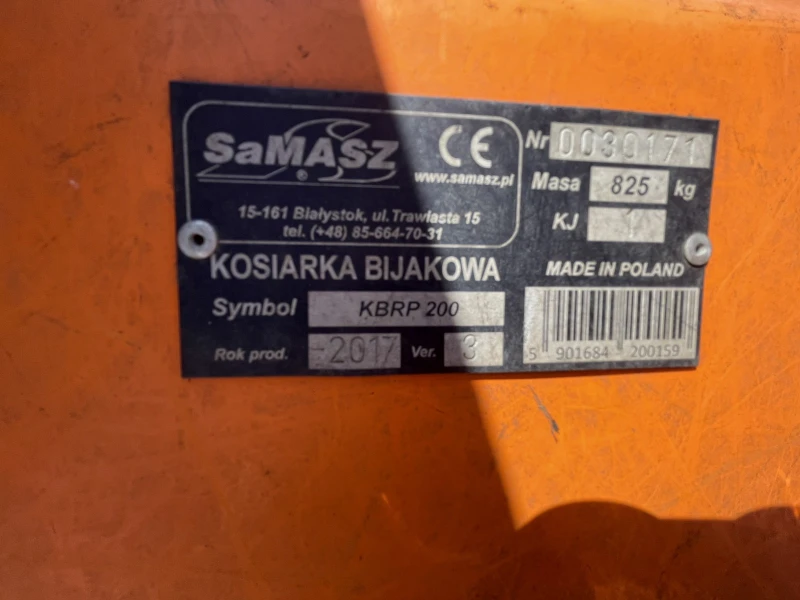 SaMASZ
®
CE
www.samasz.pl
15-161 Białystok, ul. Trawiasta 15
tel. (+48) 85-664-70-31
Nr 0030171
Masa 825 kg
KJ 1
KOSIARKA BIJAKOWA
MADE IN POLAND
Symbol KBRP 200
Rok prod. 2017 Ver. 3
5 901684 200159